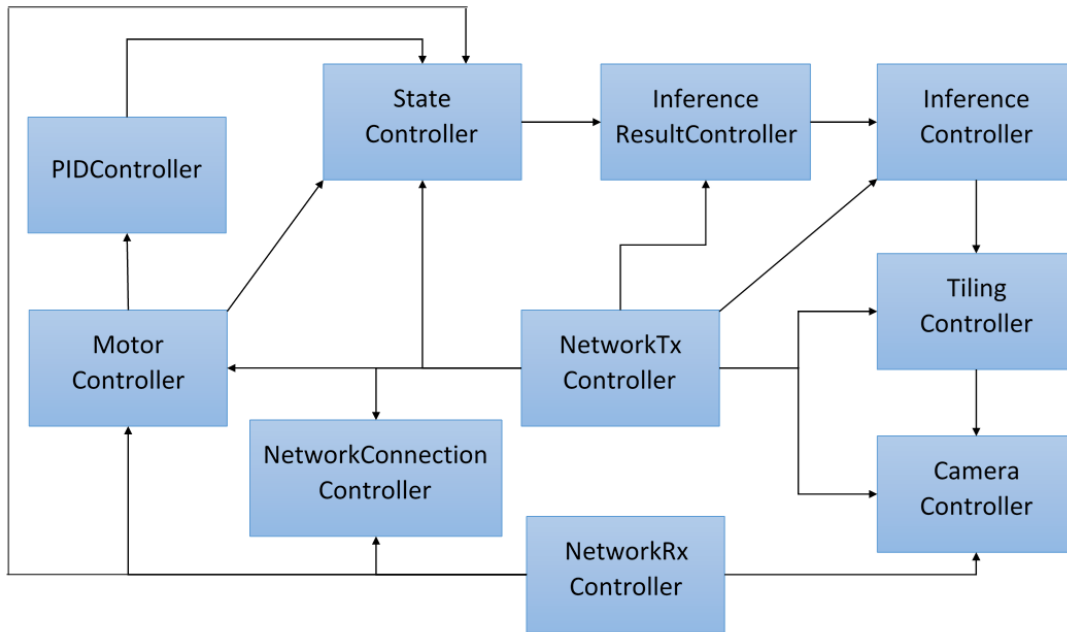 State
Controller
Inference
ResultController
Inference
Controller
PIDController
Motor
Controller
NetworkTx
Controller
Tiling
Controller
NetworkConnection
Controller
Camera
Controller
NetworkRx
Controller